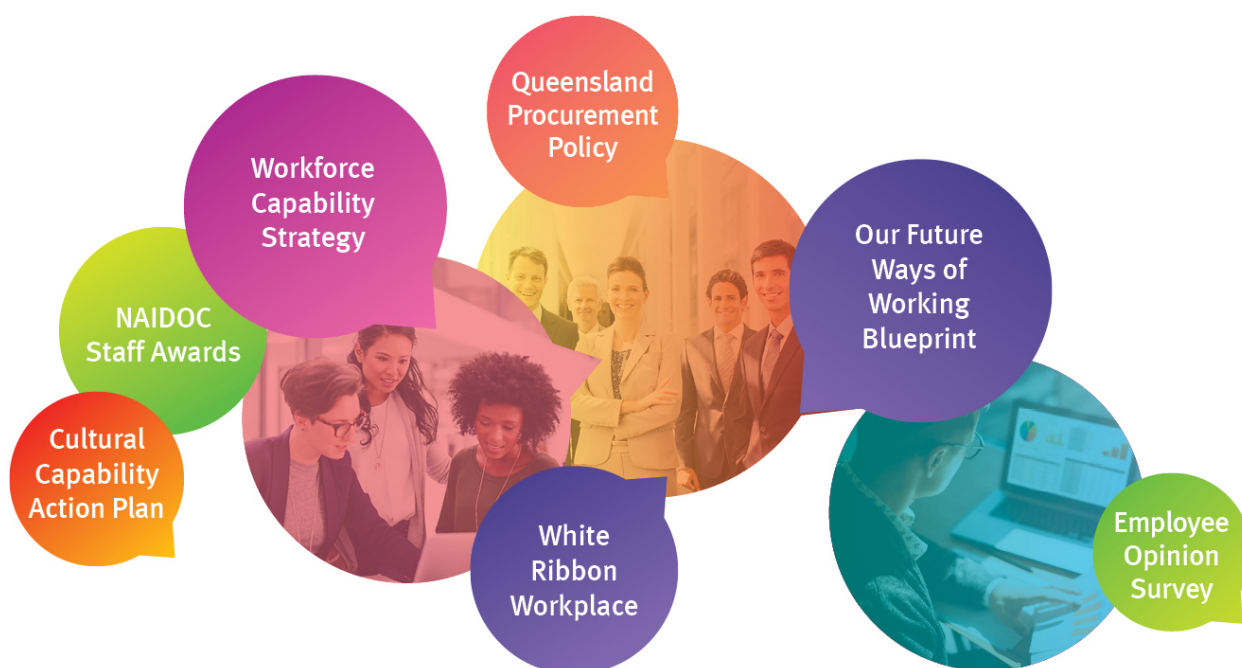 Queensland
Procurement
Policy
Workforce
Capability
Strategy
Our Future
Ways of
Working
Blueprint
NAIDOC
Staff Awards
Cultural
Capability
Action Plan
White
Ribbon
Workplace
Employee
Opinion
Survey